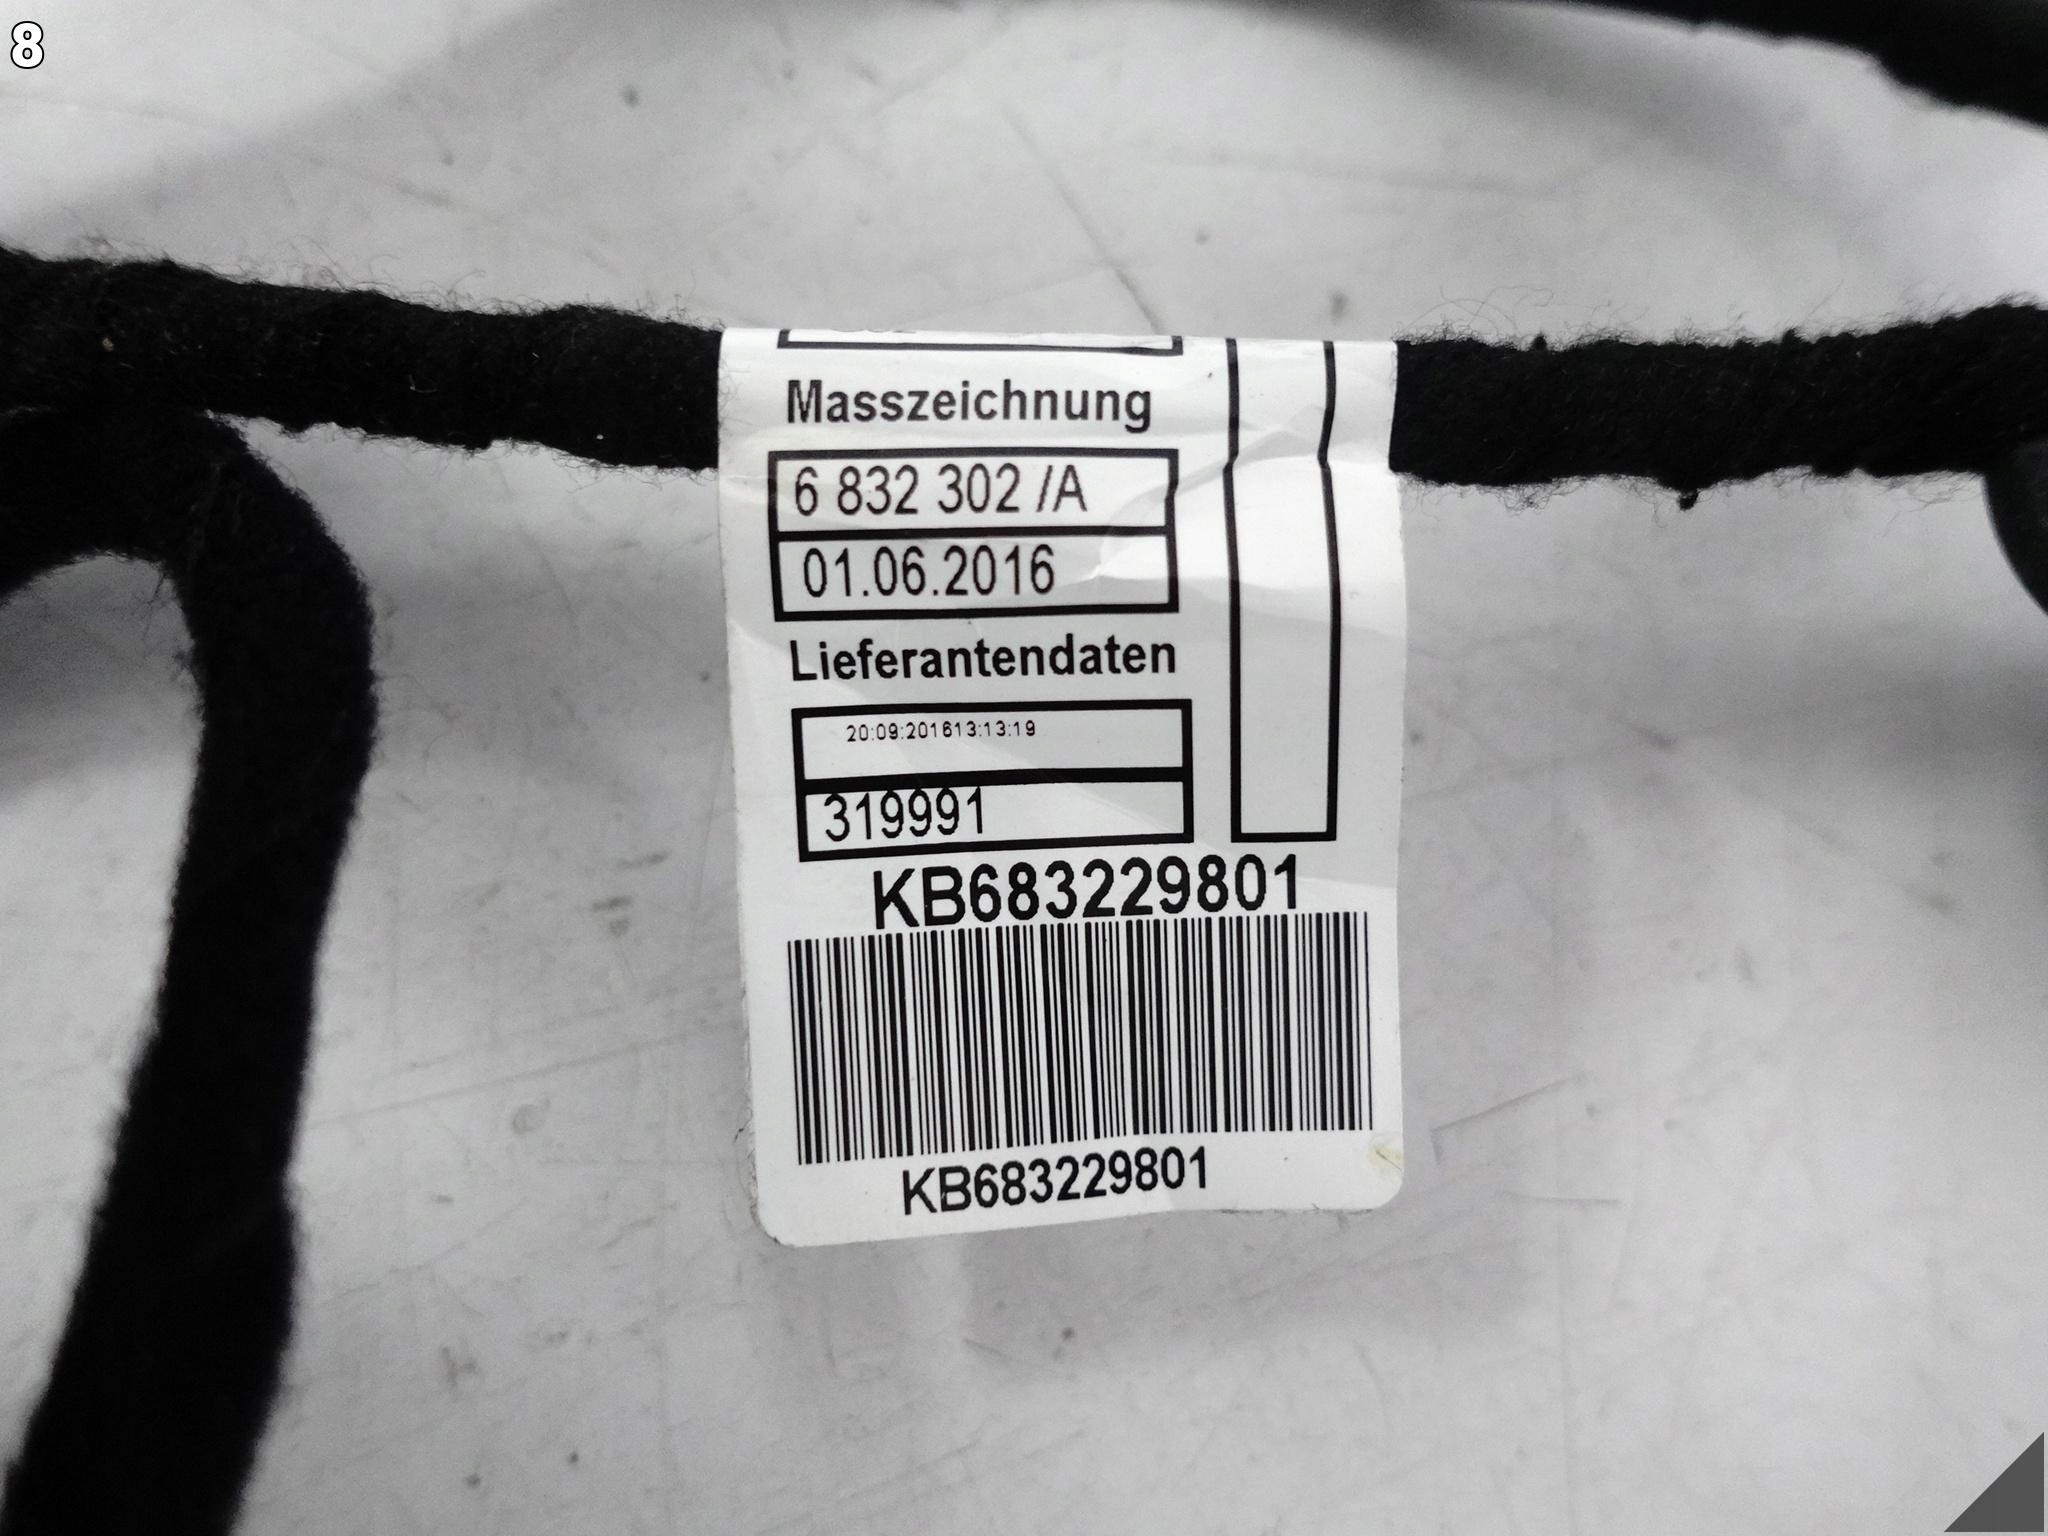 8
Masszeichnung
6 832 302 /A
01.06.2016
Lieferantendaten
20:09:201613:13:19
319991
KB683229801
KB683229801